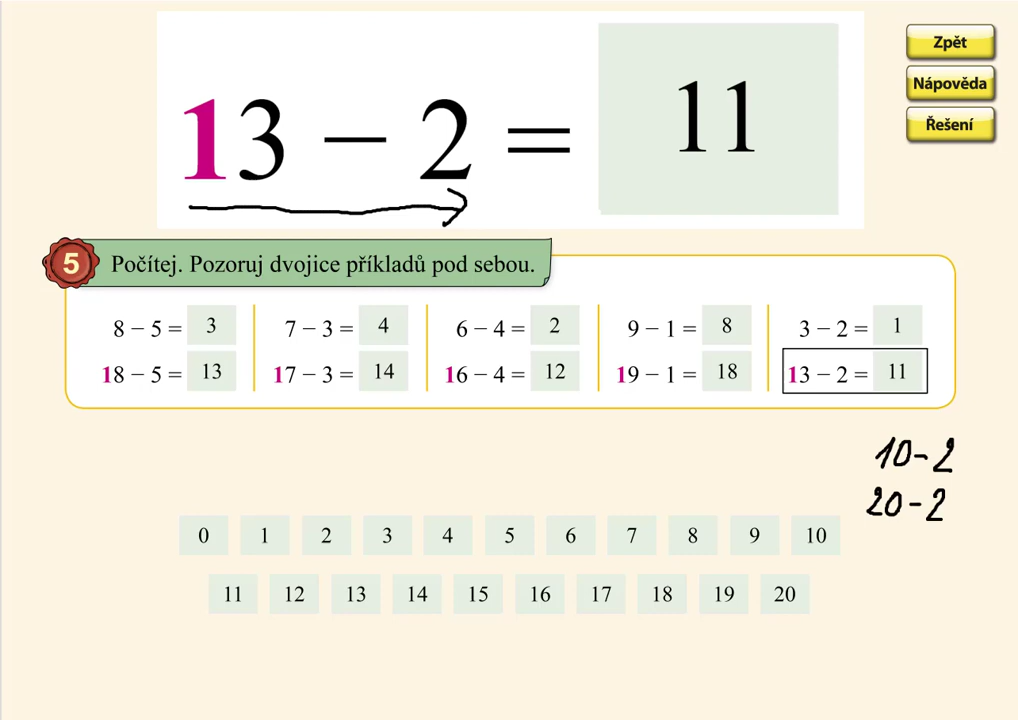 13 − 2 = 11
Zpět
Nápověda
Řešení
5 Počítej. Pozoruj dvojice příkladů pod sebou.
8 − 5 = 3 7 − 3 = 4 6 − 4 = 2 9 − 1 = 8 3 − 2 = 1
18 − 5 = 13 17 − 3 = 14 16 − 4 = 12 19 − 1 = 18 13 − 2 = 11
10-2
20-2
0 1 2 3 4 5 6 7 8 9 10
11 12 13 14 15 16 17 18 19 20